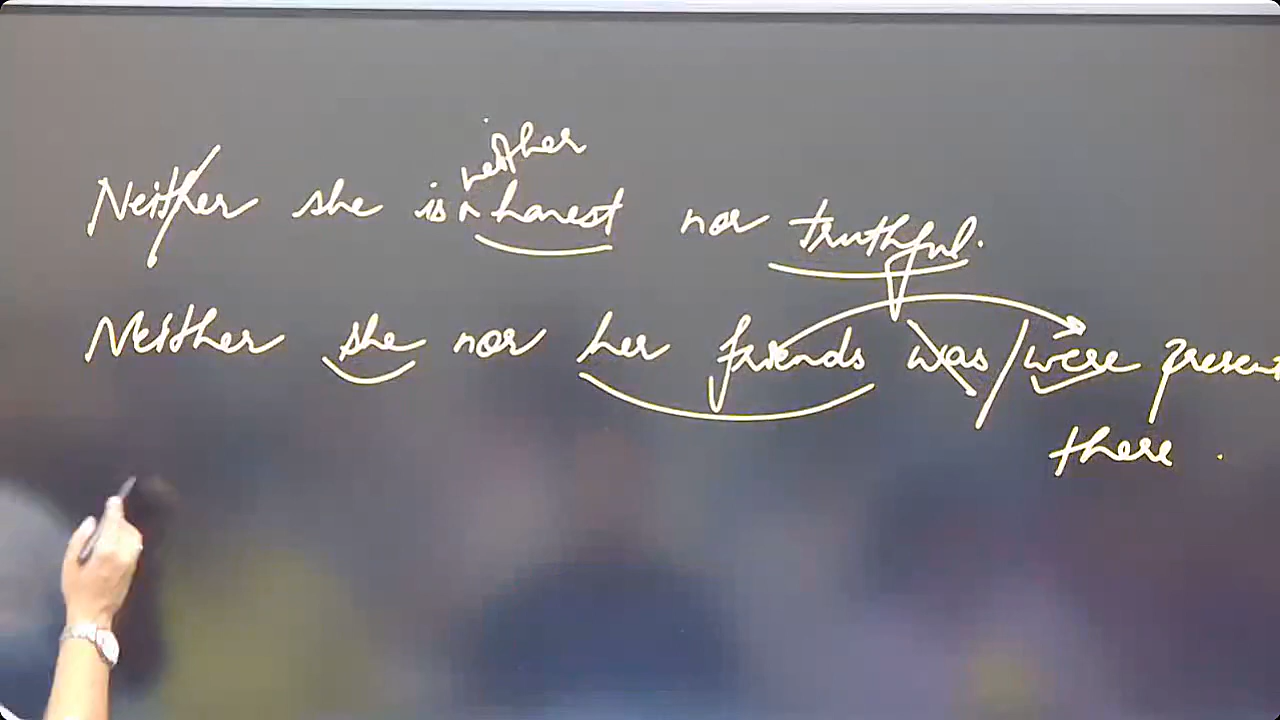 neither
Neither she is ^ honest nor truthful.
Neither she nor her friends was/were present
there.